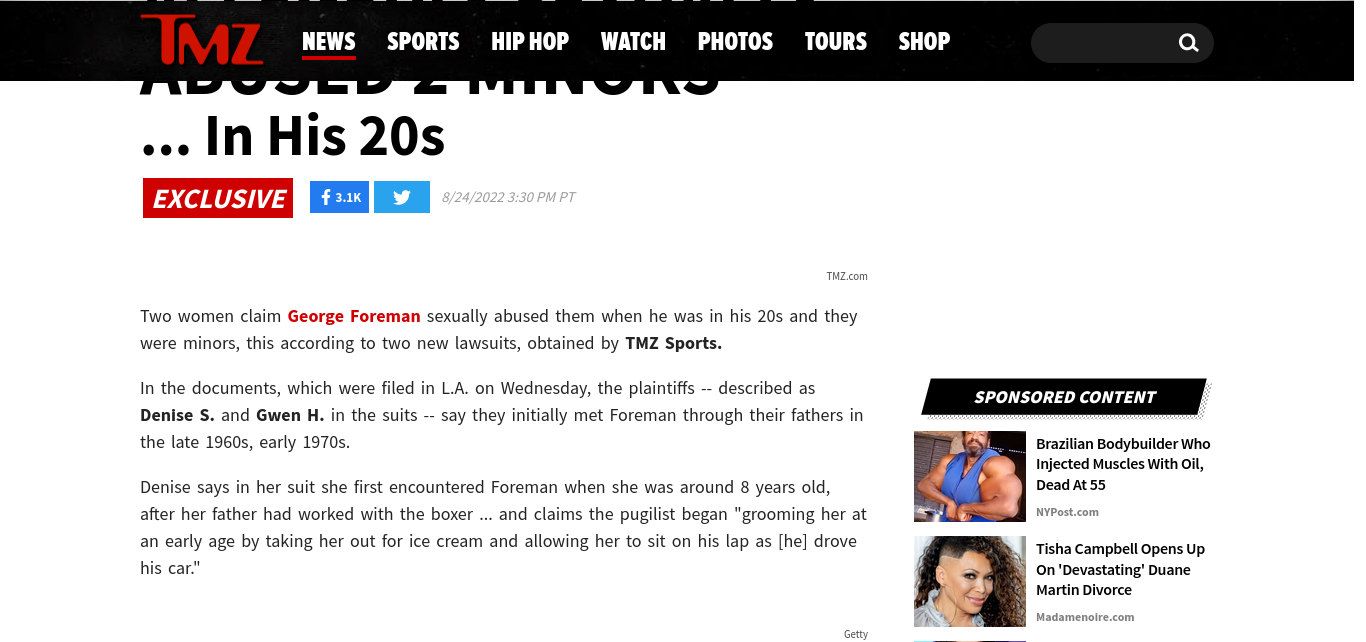 TMZ
NEWS
SPORTS
HIP HOP
WATCH
PHOTOS
TOURS
SHOP
ABUSED 2 MINORS
... In His 20s
EXCLUSIVE
3.1K
8/24/2022 3:30 PM PT
TMZ.com
Two women claim George Foreman sexually abused them when he was in his 20s and they
were minors, this according to two new lawsuits, obtained by TMZ Sports.
In the documents, which were filed in L.A. on Wednesday, the plaintiffs -- described as
Denise S. and Gwen H. in the suits -- say they initially met Foreman through their fathers in
the late 1960s, early 1970s.
Denise says in her suit she first encountered Foreman when she was around 8 years old,
after her father had worked with the boxer ... and claims the pugilist began "grooming her at
an early age by taking her out for ice cream and allowing her to sit on his lap as [he] drove
his car."
Getty
SPONSORED CONTENT
Brazilian Bodybuilder Who
Injected Muscles With Oil,
Dead At 55
NYPost.com
Tisha Campbell Opens Up
On 'Devastating' Duane
Martin Divorce
Madamenoire.com